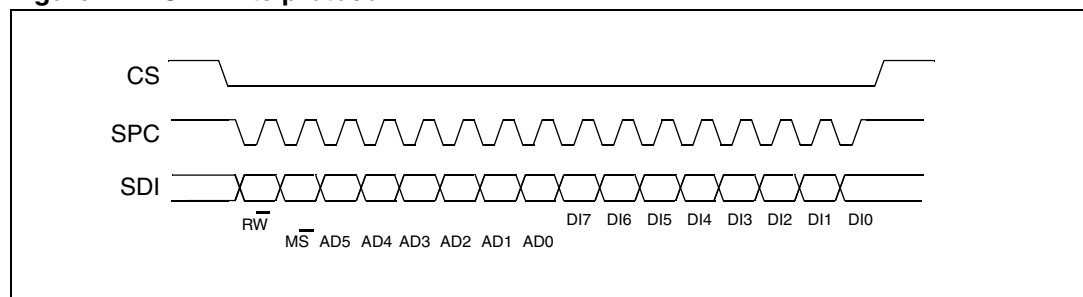 CS
SPC
SDI
RW
DI7 DI6 DI5 DI4 DI3 DI2 DI1 DI0
MS AD5 AD4 AD3 AD2 AD1 AD0